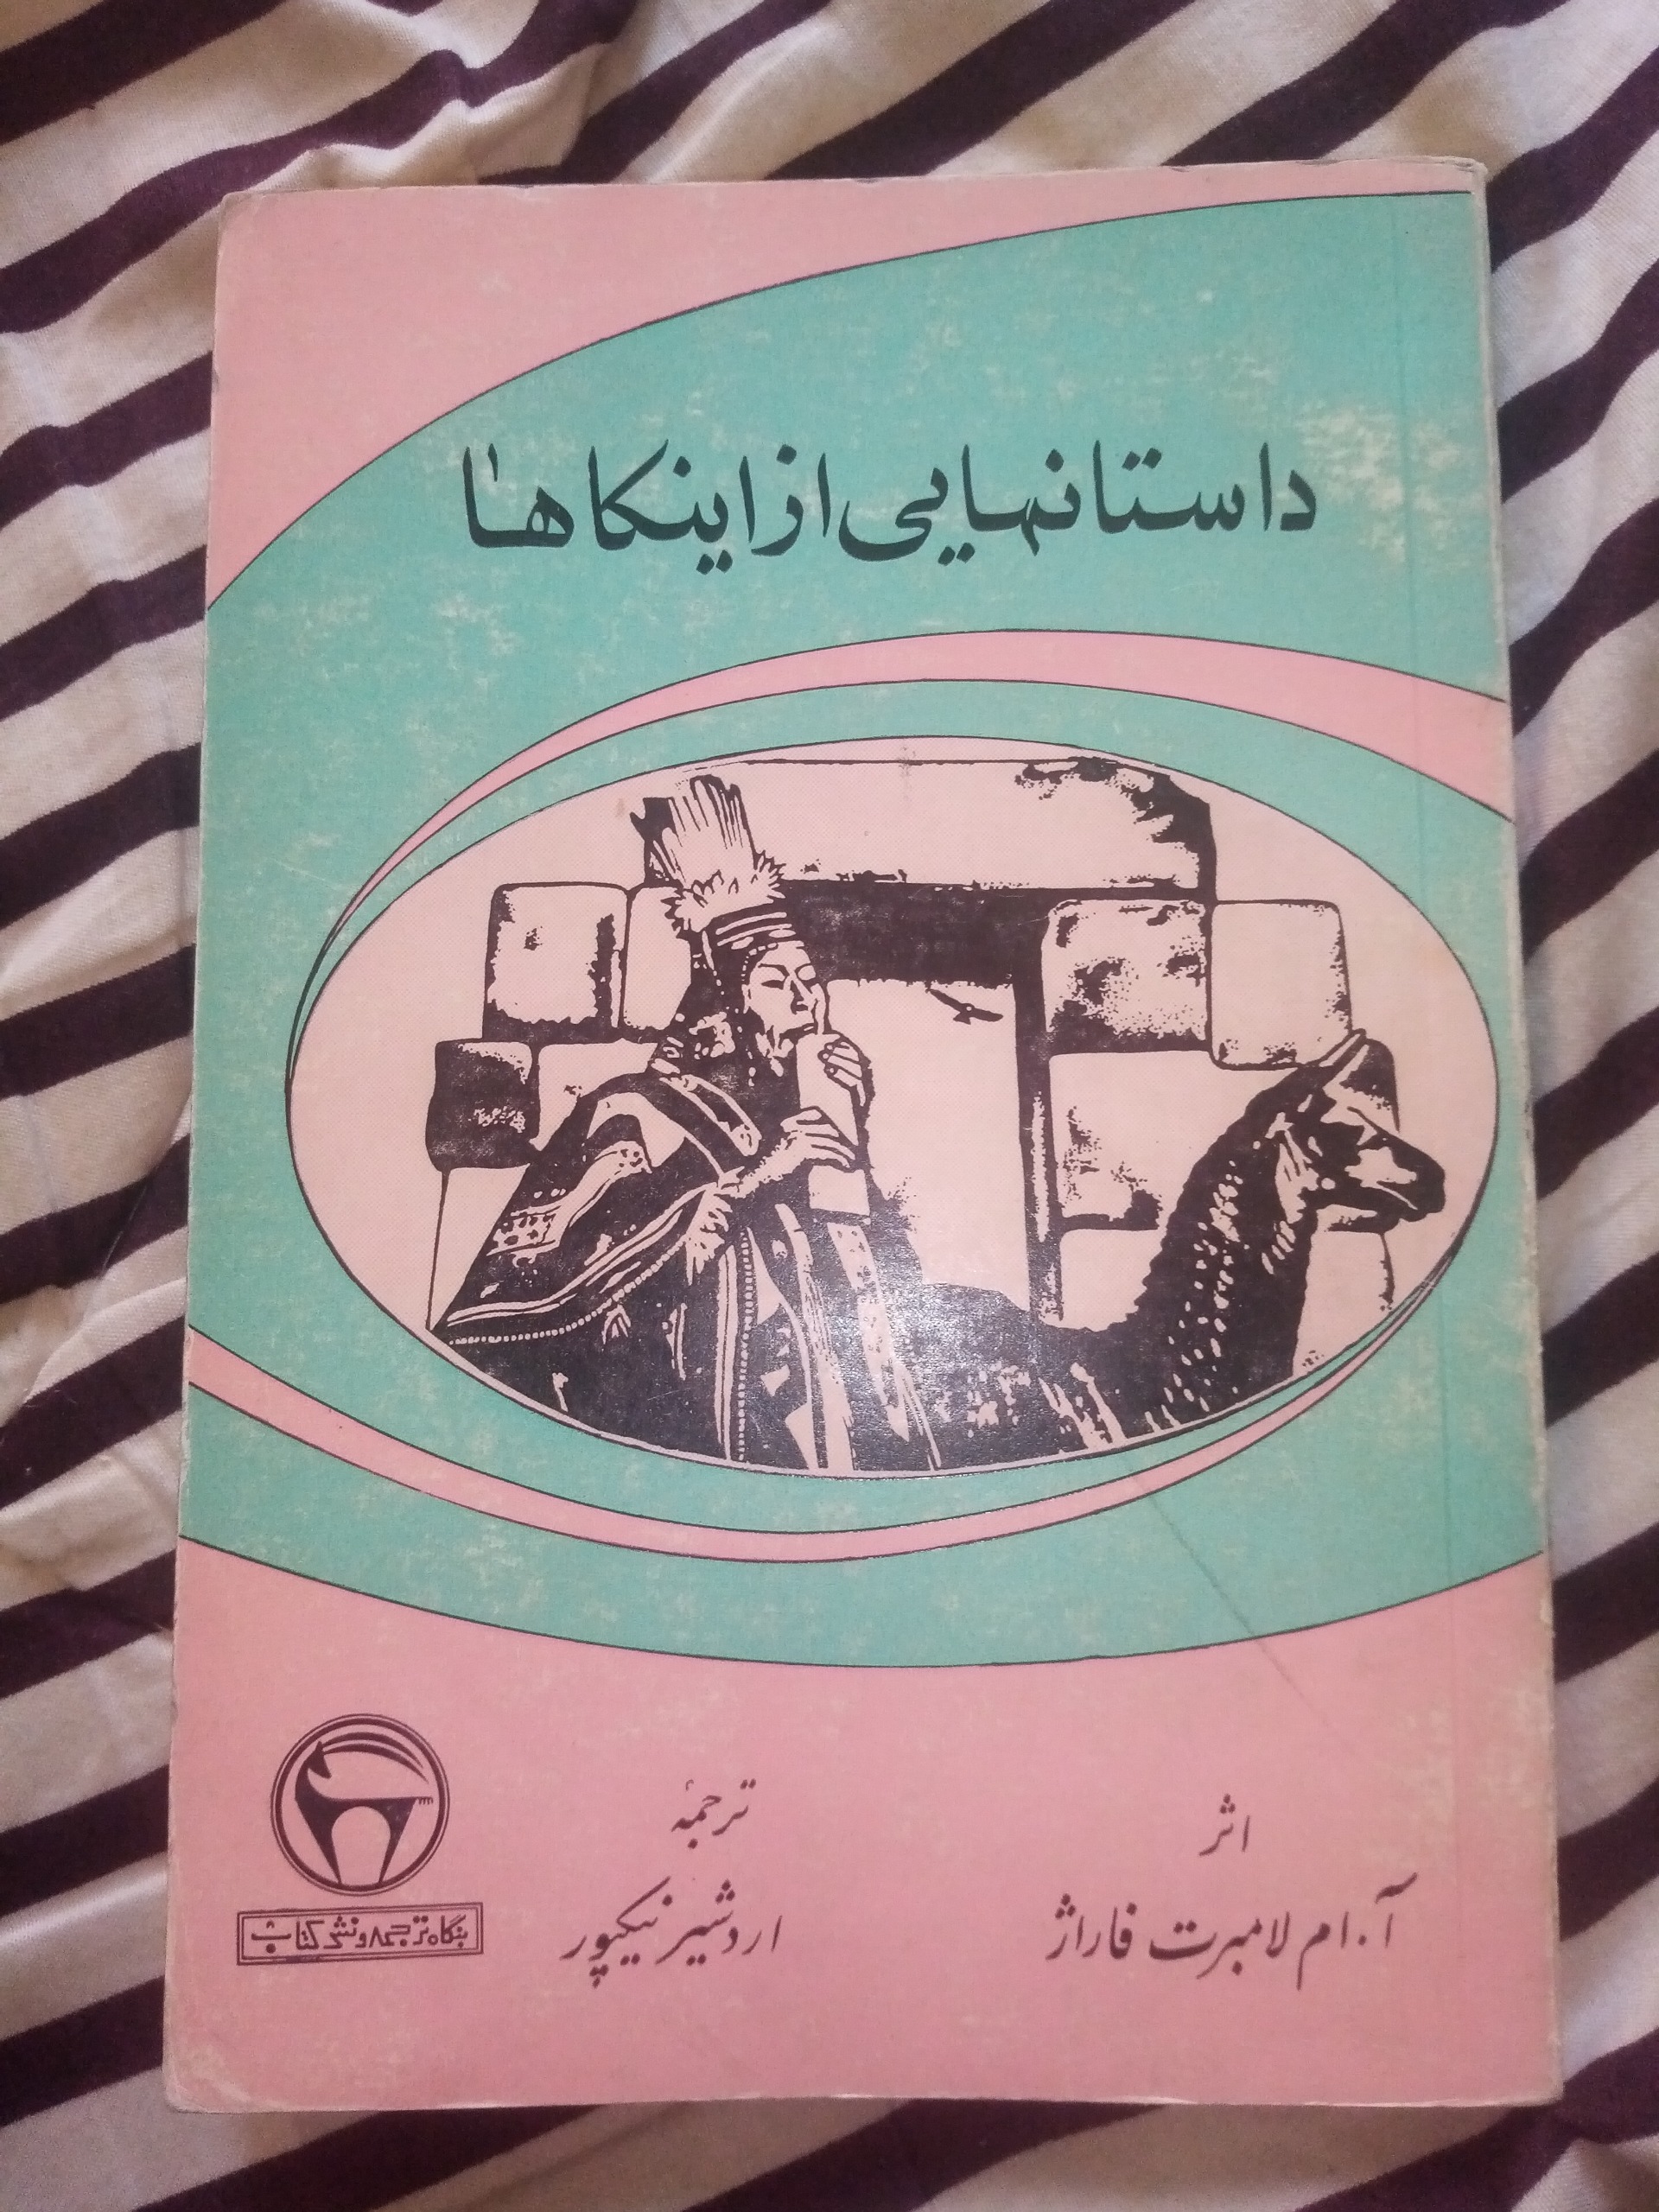 داستانهایی از اینکاها
اثر
آ. ام لامبرت فاراژ
ترجمهٔ
اردشیر نیکپور
بنگاه ترجمه و نشر کتاب